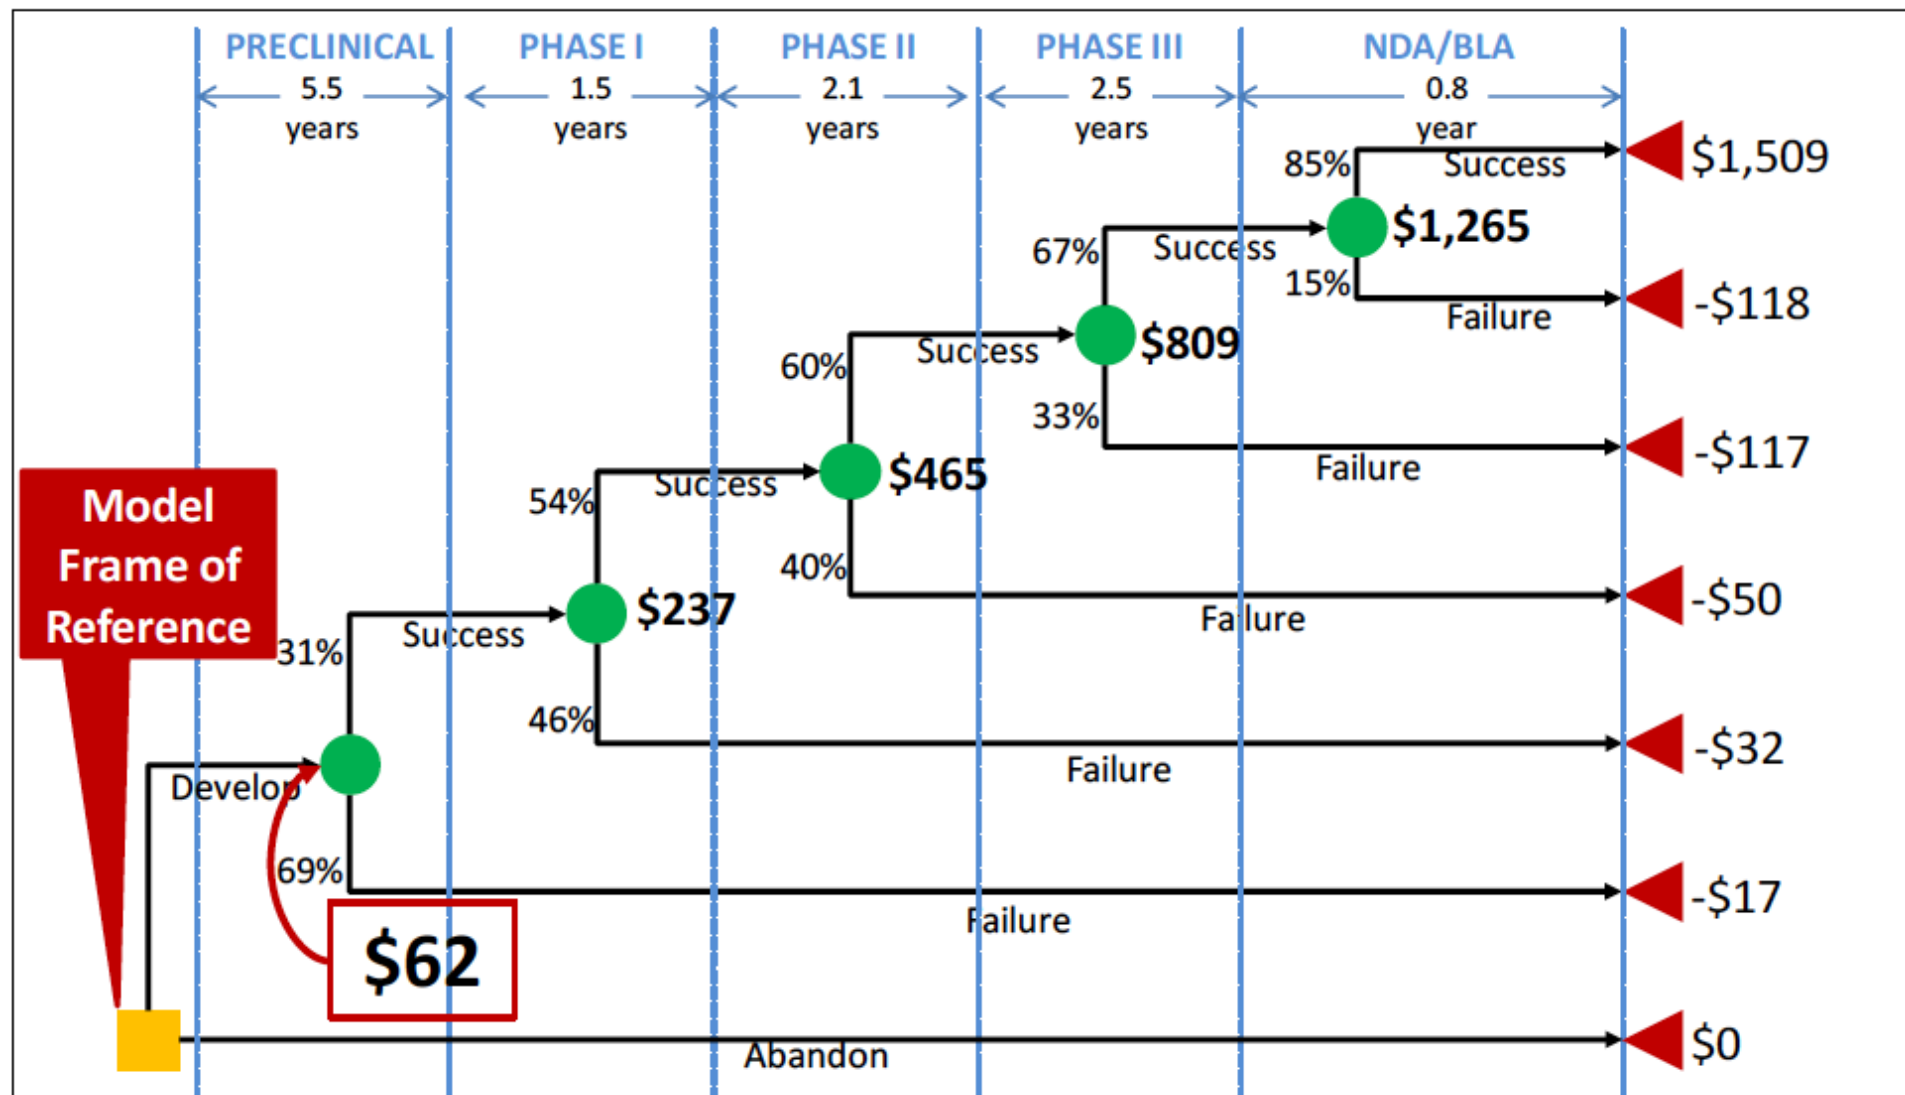 PRECLINICAL
5.5
years
PHASE I
1.5
years
PHASE II
2.1
years
PHASE III
2.5
years
NDA/BLA
0.8
year
85%
Success
$1,509
$1,265
15%
Failure
-$118
67%
Success
$809
33%
Failure
-$117
60%
Success
$465
40%
Failure
-$50
54%
Success
$237
46%
Failure
-$32
Model
Frame of
Reference
31%
Success
Develop
69%
Failure
-$17
$62
Abandon
$0